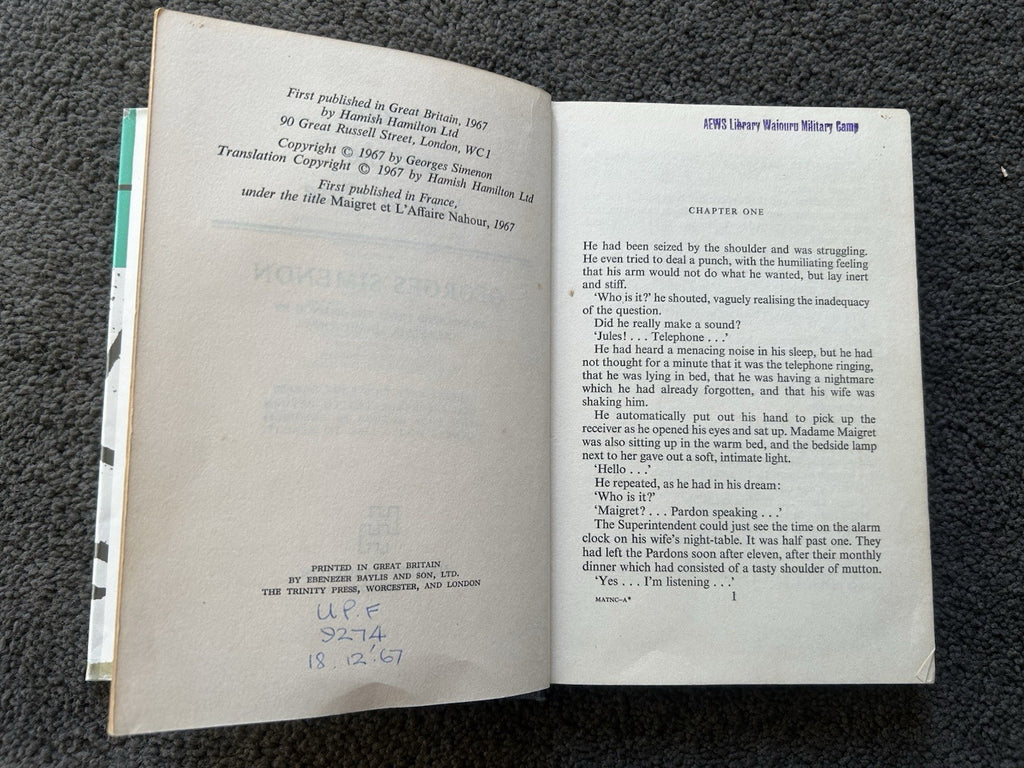 First published in Great Britain, 1967
by Hamish Hamilton Ltd
90 Great Russell Street, London, WC1
Copyright © 1967 by Georges Simenon
Translation Copyright © 1967 by Hamish Hamilton Ltd
First published in France,
under the title Maigret et L'Affaire Nahour, 1967
PRINTED IN GREAT BRITAIN
BY EBENEZER BAYLIS AND SON, LTD.
THE TRINITY PRESS, WORCESTER, AND LONDON
U.P.F
9274
18.12.'67
AEWS Library Waiouru Military Camp
CHAPTER ONE
He had been seized by the shoulder and was struggling.
He even tried to deal a punch, with the humiliating feeling
that his arm would not do what he wanted, but lay inert
and stiff.
'Who is it?' he shouted, vaguely realising the inadequacy
of the question.
Did he really make a sound?
'Jules! . . . Telephone . . .'
He had heard a menacing noise in his sleep, but he had
not thought for a minute that it was the telephone ringing,
that he was lying in bed, that he was having a nightmare
which he had already forgotten, and that his wife was
shaking him.
He automatically put out his hand to pick up the
receiver as he opened his eyes and sat up. Madame Maigret
was also sitting up in the warm bed, and the bedside lamp
next to her gave out a soft, intimate light.
'Hello . . .'
He repeated, as he had in his dream:
'Who is it?'
'Maigret? . . . Pardon speaking . . .'
The Superintendent could just see the time on the alarm
clock on his wife's night-table. It was half past one. They
had left the Pardons soon after eleven, after their monthly
dinner which had consisted of a tasty shoulder of mutton.
'Yes . . . I'm listening . . .'
MATNC-A* 1